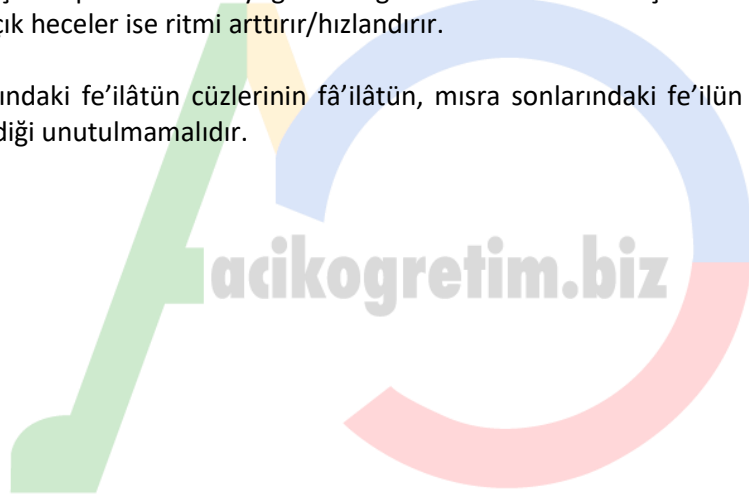 çık heceler ise ritmi arttırır/hızlandırır.
ındaki fe’ilâtün cüzlerinin fâ’ilâtün, mısra sonlarındaki fe’ilün
diği unutulmamalıdır.
acikogretim.biz